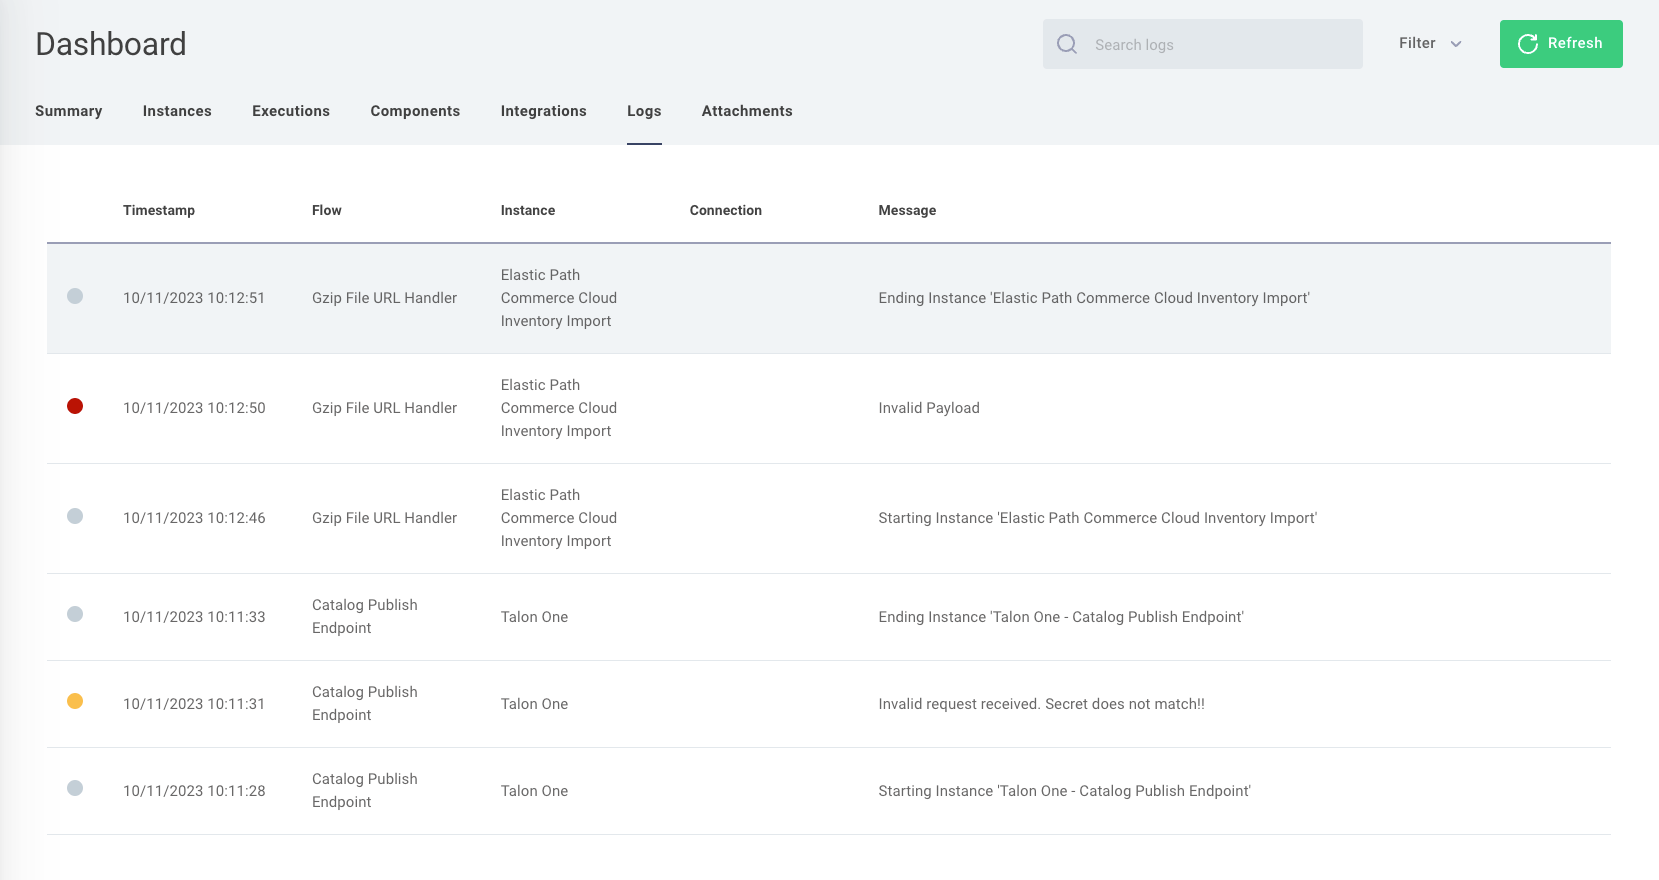 Dashboard
Search logs
Filter
Refresh
Summary Instances Executions Components Integrations Logs Attachments
Timestamp Flow Instance Connection Message
10/11/2023 10:12:51 Gzip File URL Handler Elastic Path
Commerce Cloud
Inventory Import
Ending Instance 'Elastic Path Commerce Cloud Inventory Import'
10/11/2023 10:12:50 Gzip File URL Handler Elastic Path
Commerce Cloud
Inventory Import
Invalid Payload
10/11/2023 10:12:46 Gzip File URL Handler Elastic Path
Commerce Cloud
Inventory Import
Starting Instance 'Elastic Path Commerce Cloud Inventory Import'
10/11/2023 10:11:33 Catalog Publish
Endpoint
Talon One Ending Instance 'Talon One - Catalog Publish Endpoint'
10/11/2023 10:11:31 Catalog Publish
Endpoint
Talon One Invalid request received. Secret does not match!!
10/11/2023 10:11:28 Catalog Publish
Endpoint
Talon One Starting Instance 'Talon One - Catalog Publish Endpoint'